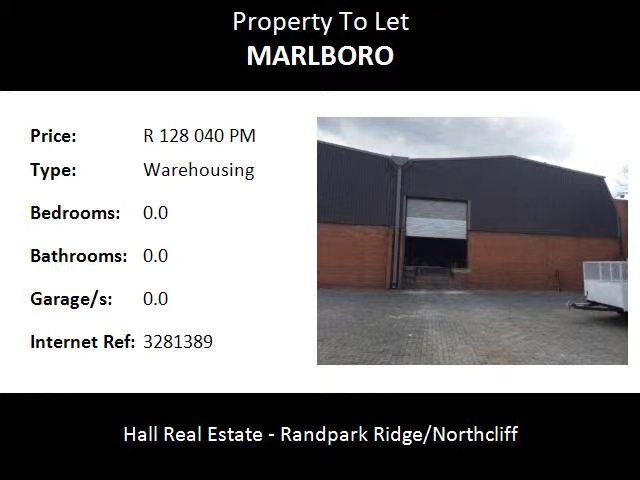 Property To Let
MARLBORO
Price: R 128 040 PM
Type: Warehousing
Bedrooms: 0.0
Bathrooms: 0.0
Garage/s: 0.0
Internet Ref: 3281389
Hall Real Estate - Randpark Ridge/Northcliff